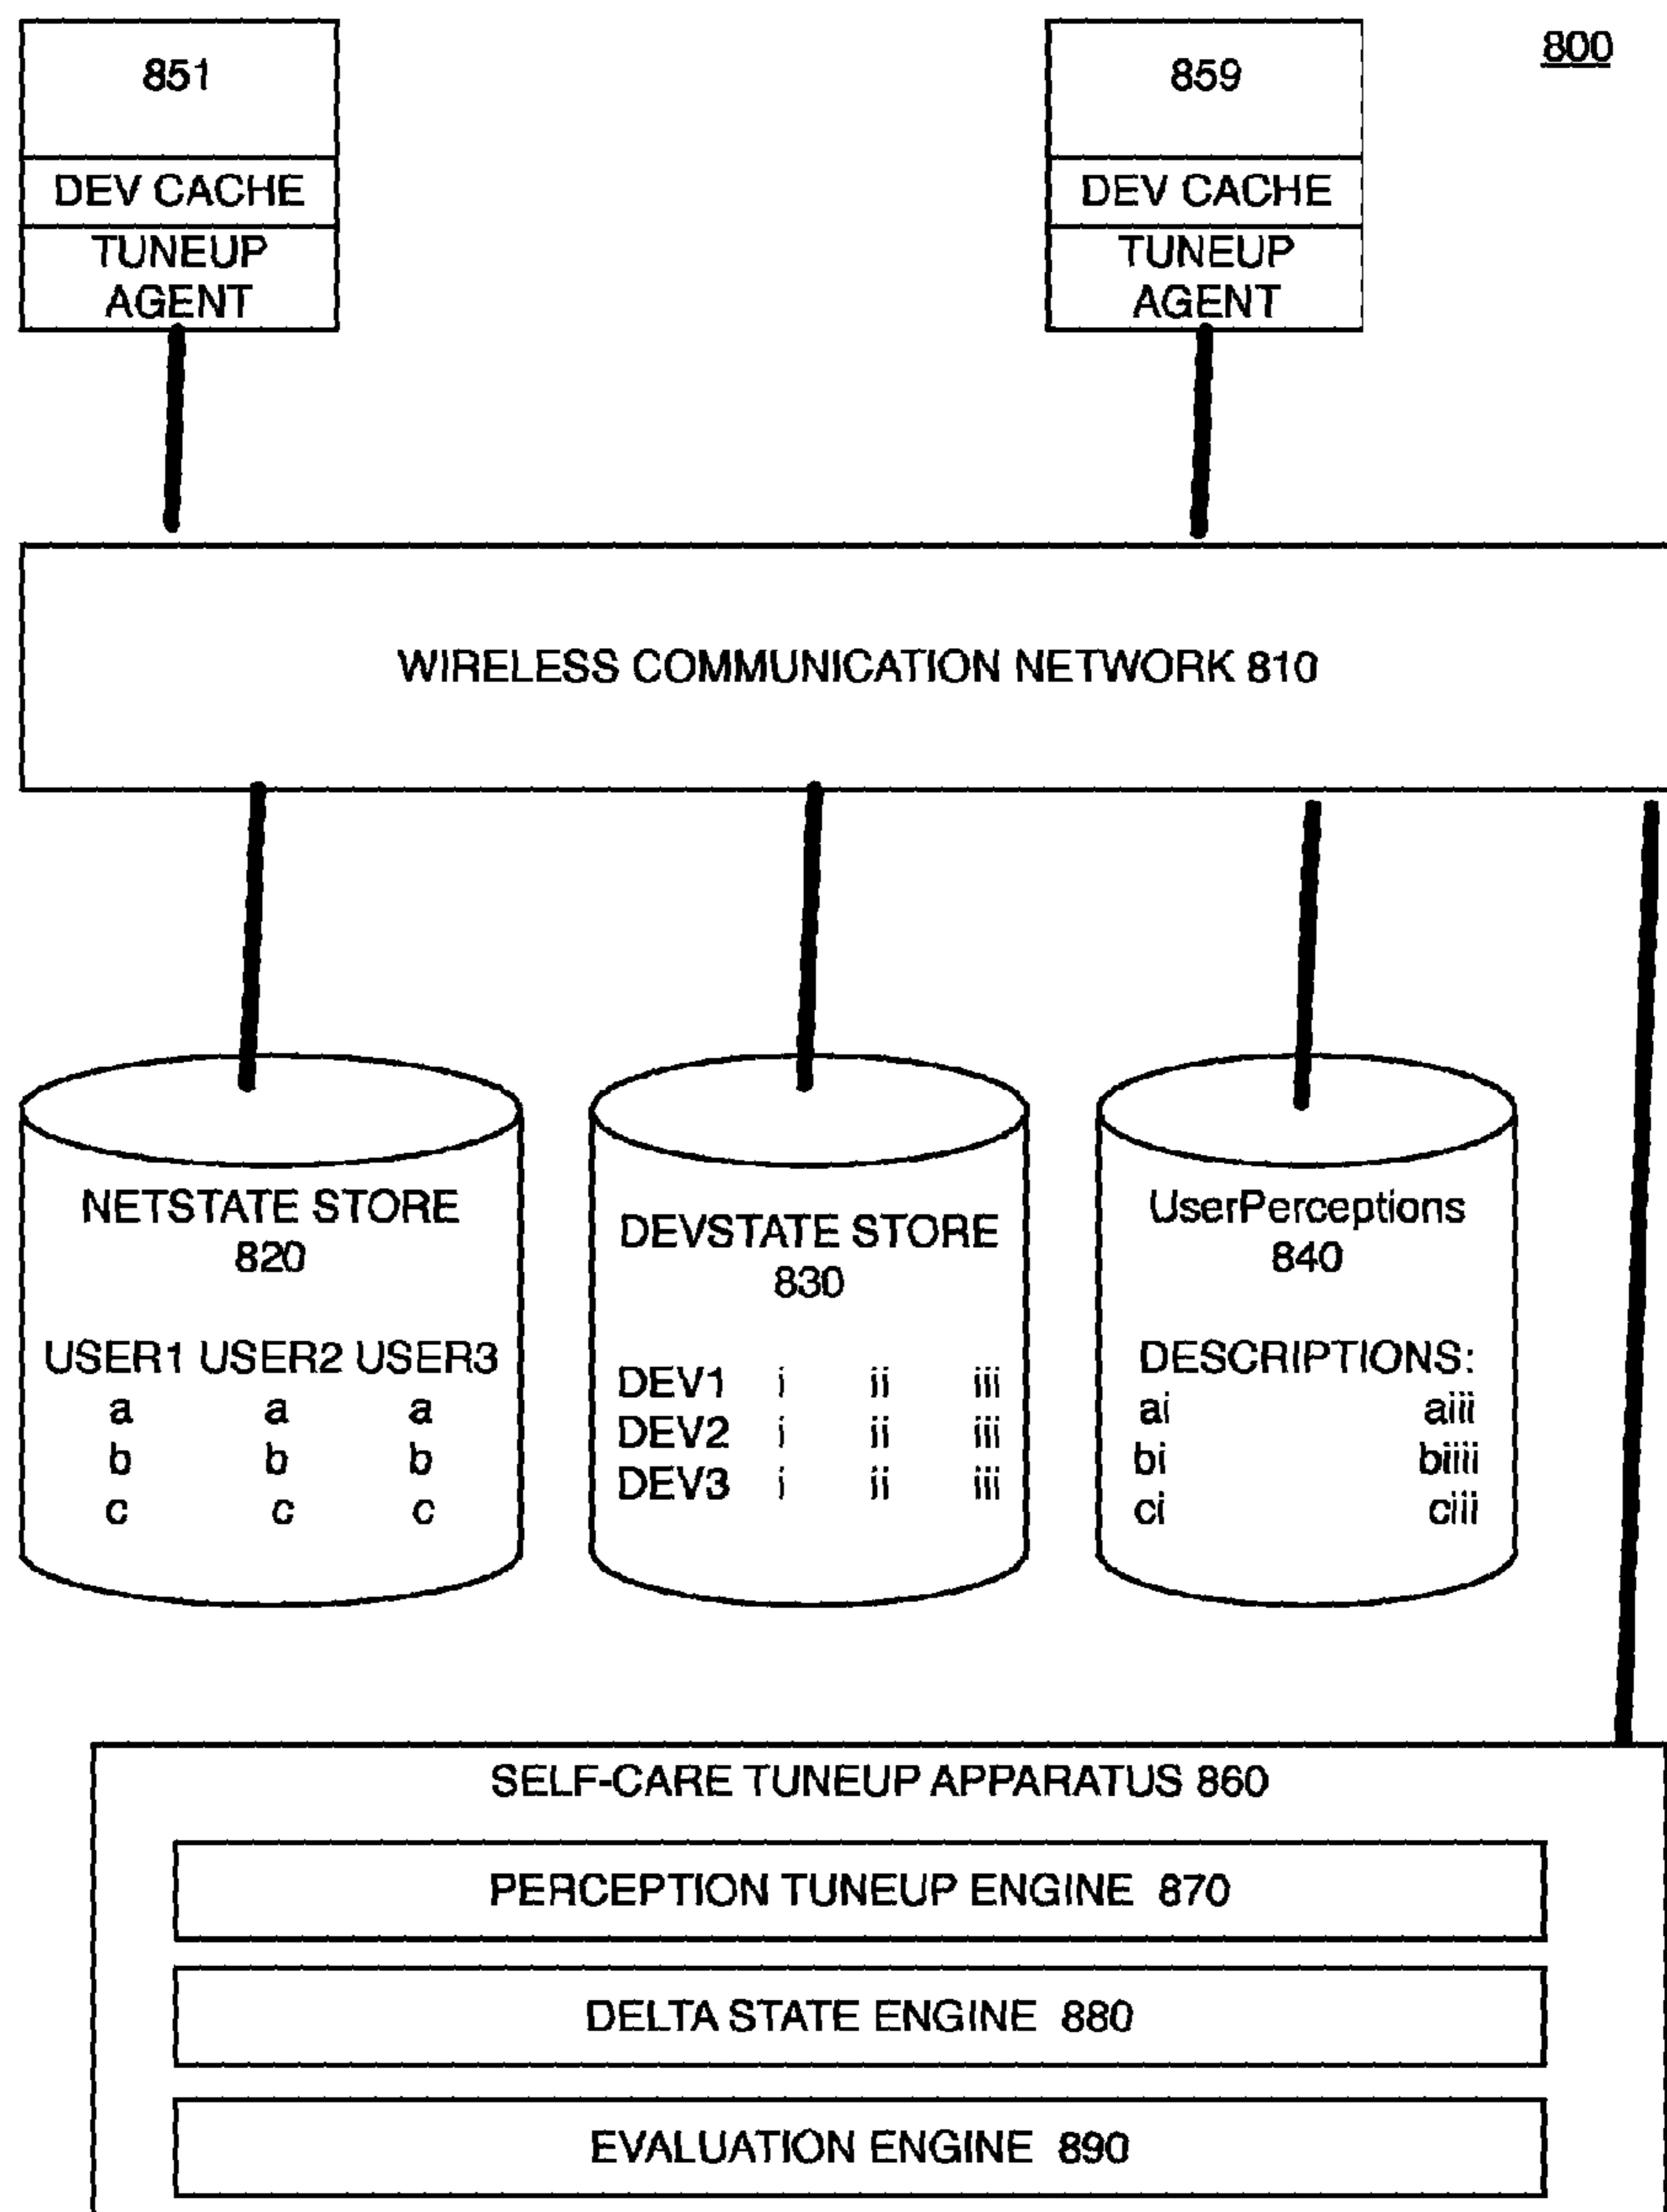 800
851
DEV CACHE
TUNEUP
AGENT
859
DEV CACHE
TUNEUP
AGENT
WIRELESS COMMUNICATION NETWORK 810
NETSTATE STORE
820
USER1 USER2 USER3
a a a
b b b
c c c
DEVSTATE STORE
830
DEV1 i ii iii
DEV2 i ii iii
DEV3 i ii iii
UserPerceptions
840
DESCRIPTIONS:
ai aiii
bi biiii
ci ciii
SELF-CARE TUNEUP APPARATUS 860
PERCEPTION TUNEUP ENGINE 870
DELTA STATE ENGINE 880
EVALUATION ENGINE 890